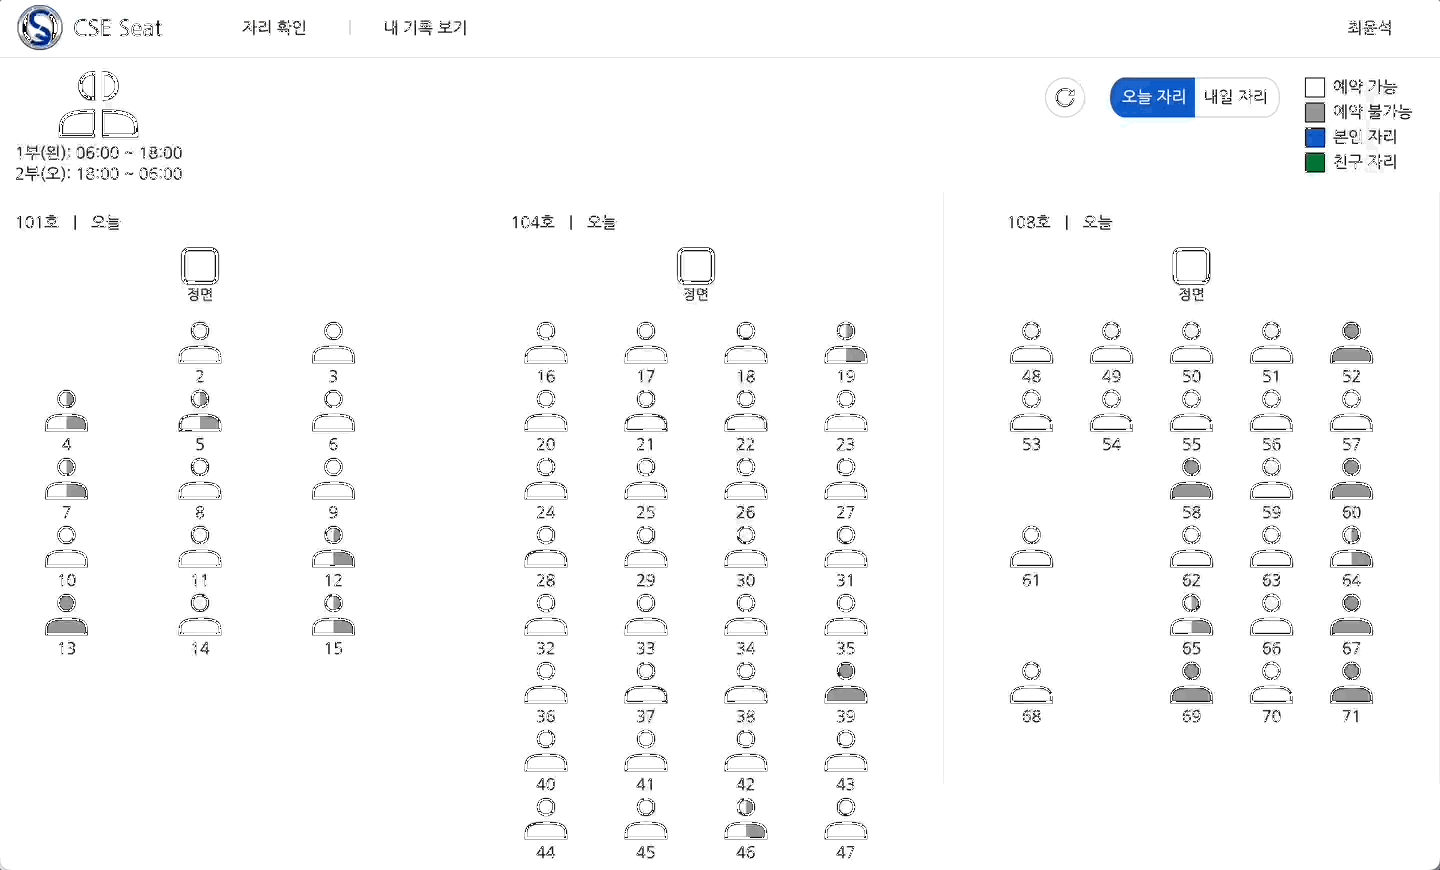 CSE Seat
자리 확인 | 내 기록 보기
최윤석
1부(왼): 06:00 ~ 18:00
2부(오): 18:00 ~ 06:00
오늘 자리
내일 자리
예약 가능
예약 불가능
본인 자리
친구 자리
101호 | 오늘
정면
2 3
4 5 6
7 8 9
10 11 12
13 14 15
104호 | 오늘
정면
16 17 18 19
20 21 22 23
24 25 26 27
28 29 30 31
32 33 34 35
36 37 38 39
40 41 42 43
44 45 46 47
108호 | 오늘
정면
48 49 50 51 52
53 54 55 56 57
58 59 60
61 62 63 64
65 66 67
68 69 70 71